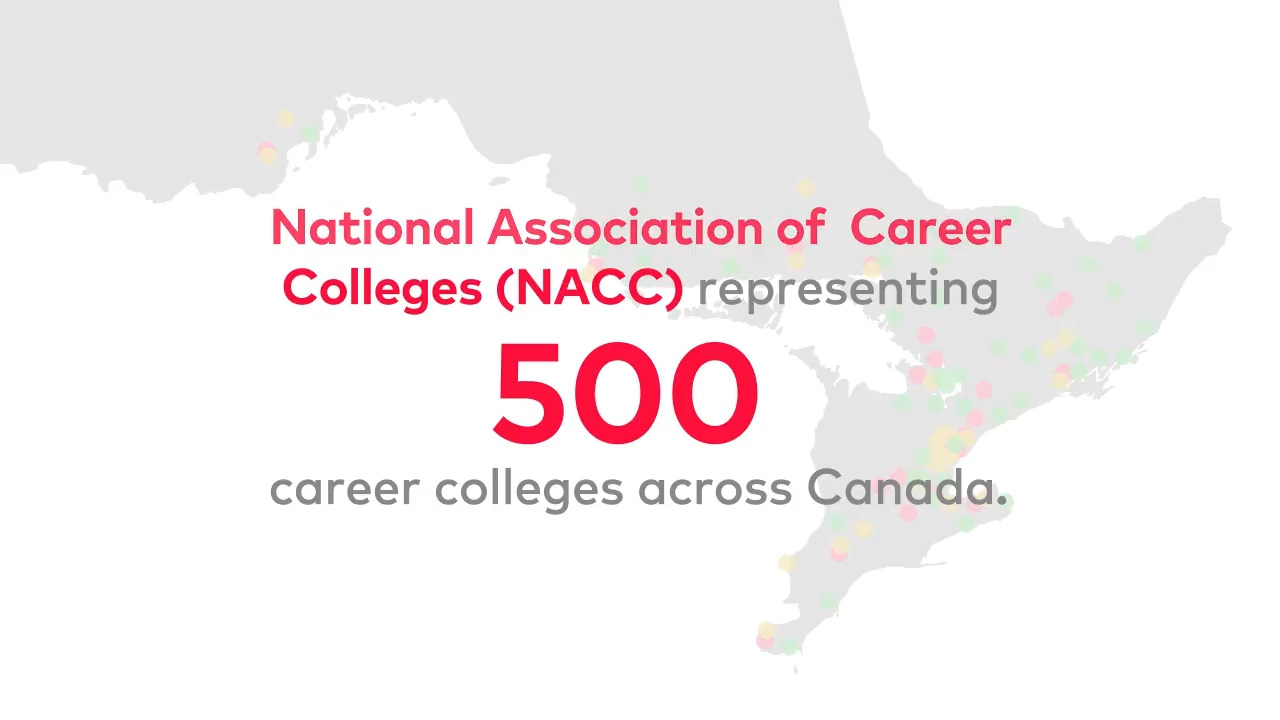 National Association of Career
Colleges (NACC) representing
500
career colleges across Canada.